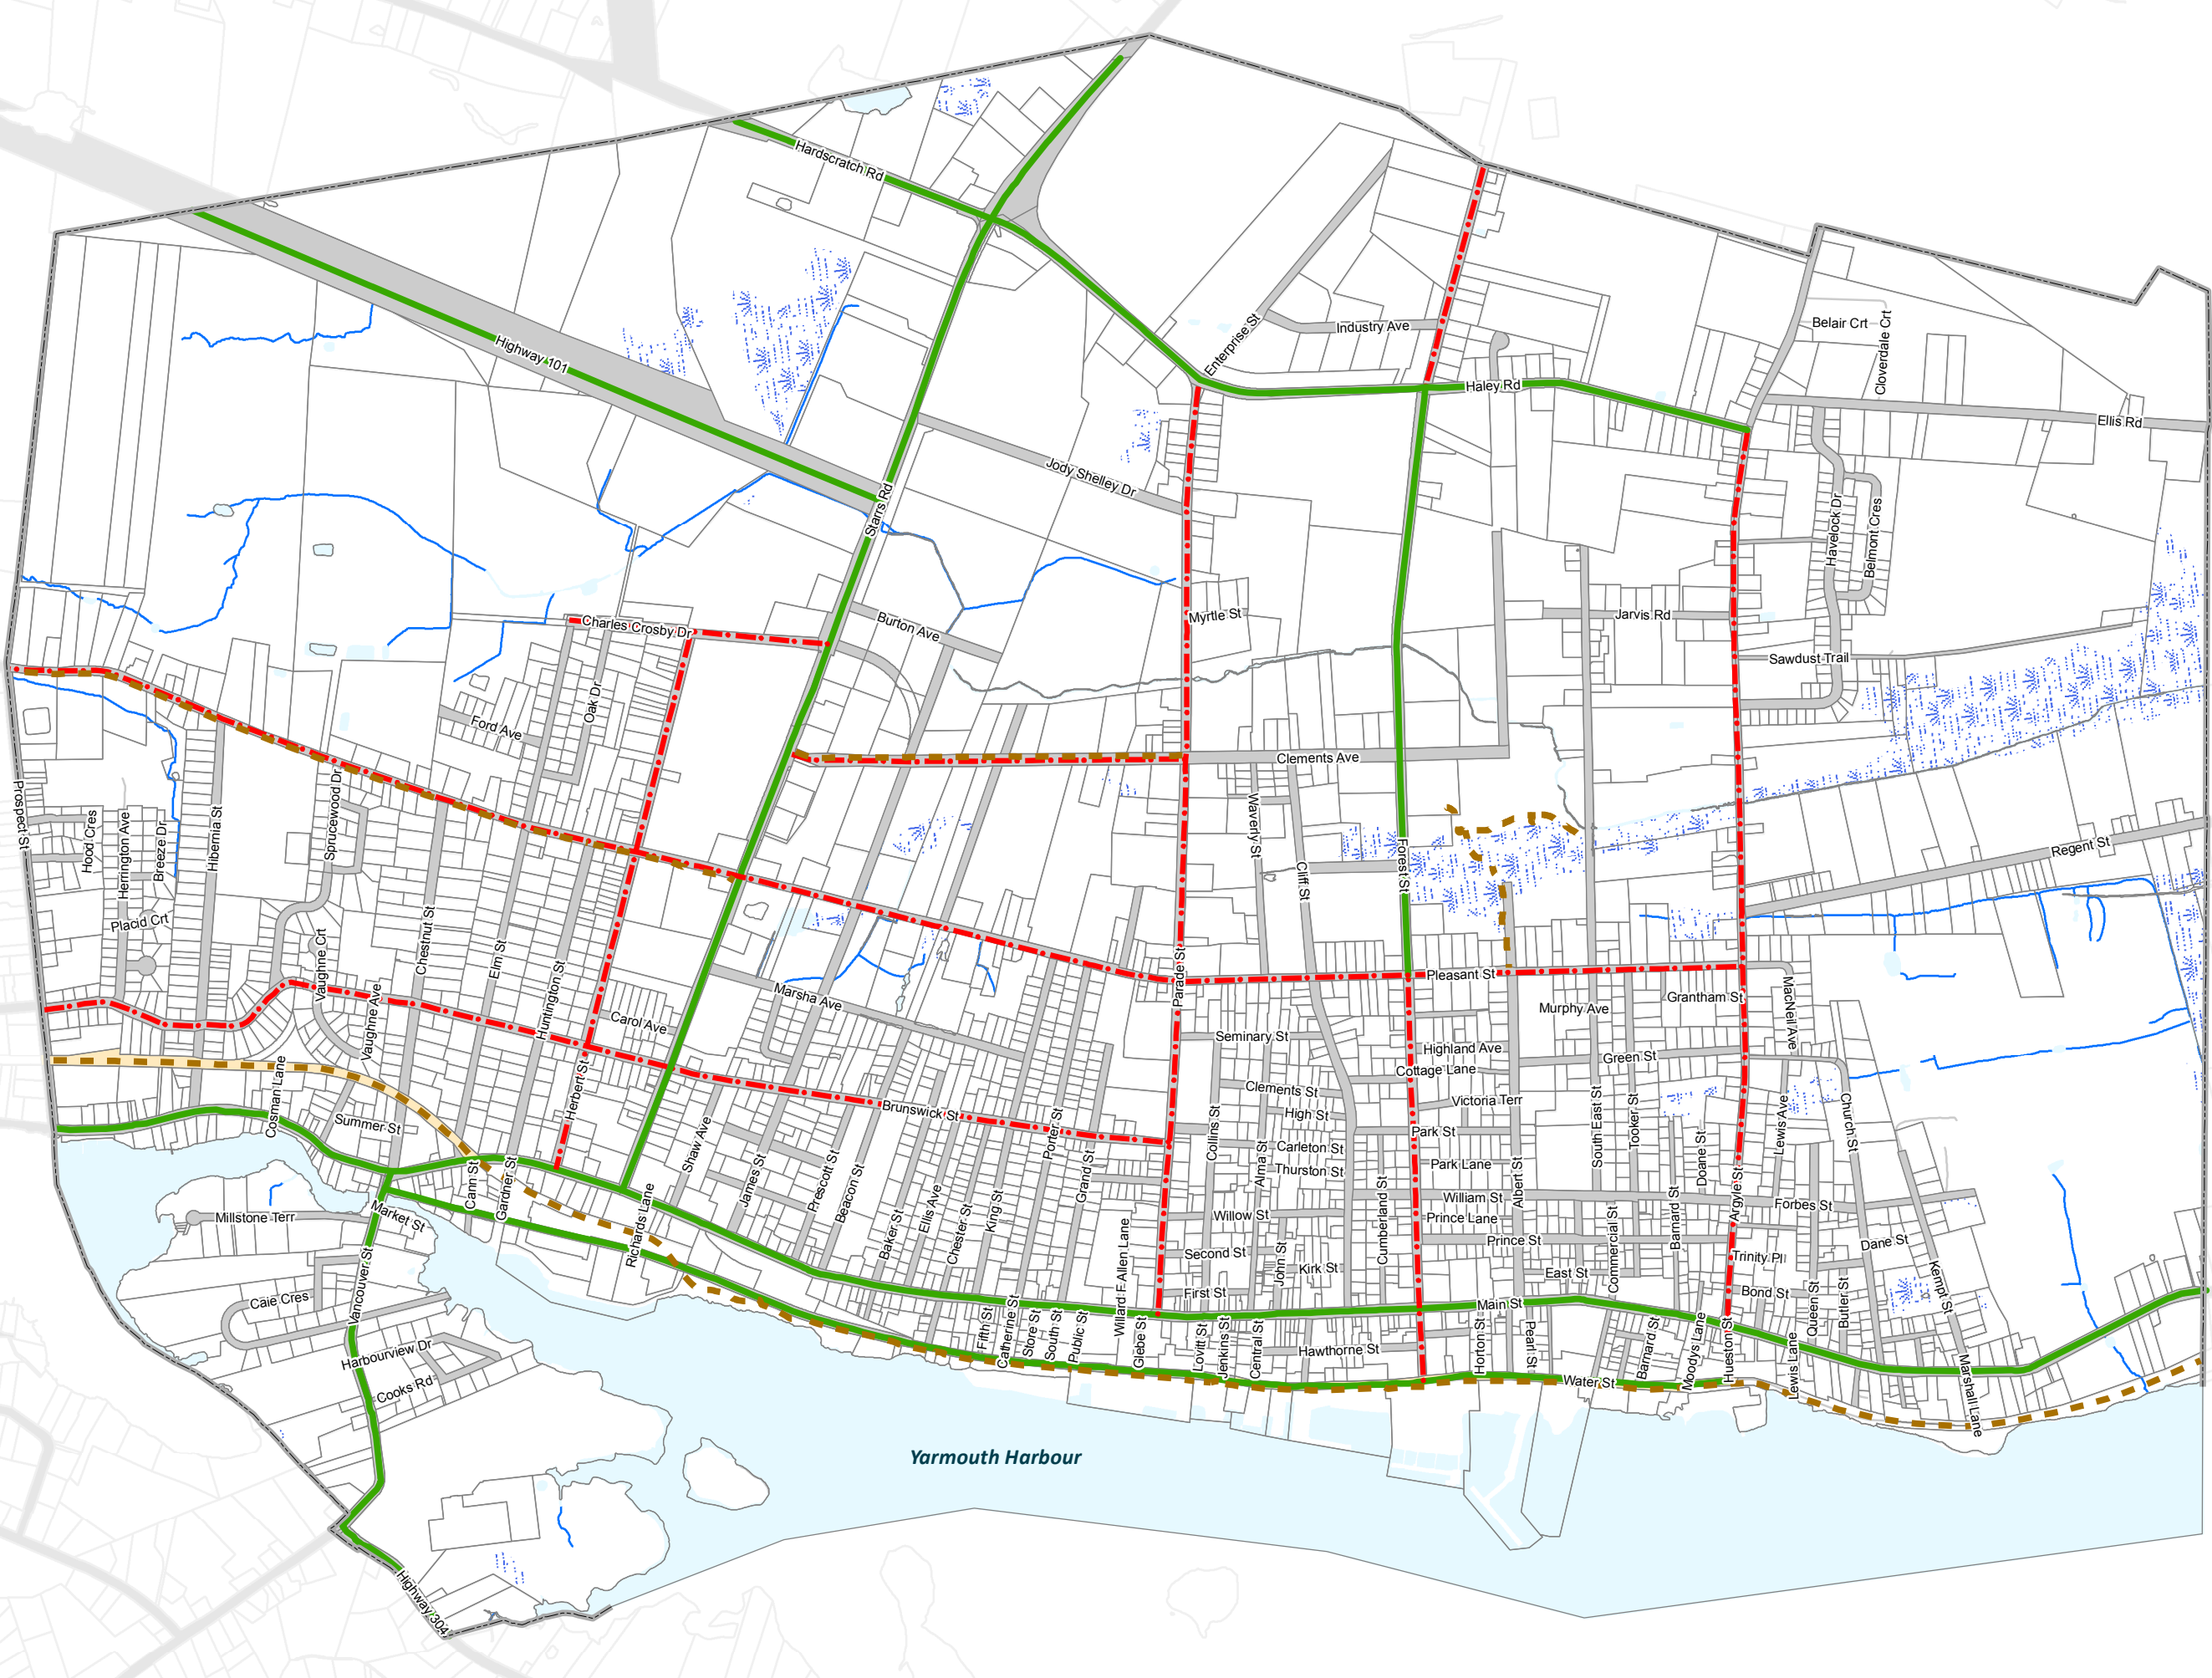 Hardscratch Rd
Highway 101
Enterprise St
Industry Ave
Belair Crt
Cloverdale Crt
Haley Rd
Ellis Rd
Jody Shelley Dr
Starrs Rd
Havelock Dr
Belmont Cres
Charles Crosby Dr
Burton Ave
Myrtle St
Jarvis Rd
Sawdust Trail
Oak Dr
Ford Ave
Clements Ave
Prospect St
Hood Cres
Herrington Ave
Breeze Dr
Hibernia St
Sprucewood Dr
Waverly St
Cliff St
Forest St
Regent St
Placid Crt
Vaughne Crt
Chestnut St
Elm St
Huntington St
Parade St
Pleasant St
Marsha Ave
Carol Ave
Vaughne Ave
Murphy Ave
Grantham St
MacNeil Ave
Seminary St
Highland Ave
Green St
Cottage Lane
Cosman Lane
Summer St
Herbert St
Brunswick St
Clements St
High St
Victoria Terr
South East St
Tooker St
Lewis Ave
Church St
Shaw Ave
Porter St
Collins St
Park St
Carleton St
Doane St
Cann St
Gardner St
James St
Prescott St
Beacon St
Grand St
Alma St
Thurston St
Park Lane
Albert St
Argyle St
Market St
Millstone Terr
Richards Lane
Baker St
Ellis Ave
Chester St
King St
Willow St
Cumberland St
William St
Prince Lane
Commercial St
Barnard St
Forbes St
Vancouver St
Willard F. Allen Lane
Second St
John St
Kirk St
Prince St
Trinity Pl
Dane St
Kempt St
East St
Caie Cres
First St
Main St
Bond St
Queen St
Butler St
Harbourview Dr
Fifth St
Catherine St
Store St
South St
Public St
Glebe St
Lovitt St
Jenkins St
Central St
Hawthorne St
Horton St
Pearl St
Barnard St
Moodys Lane
Hueston St
Lewis Lane
Marshall Lane
Cooks Rd
Water St
Yarmouth Harbour
Highway 304